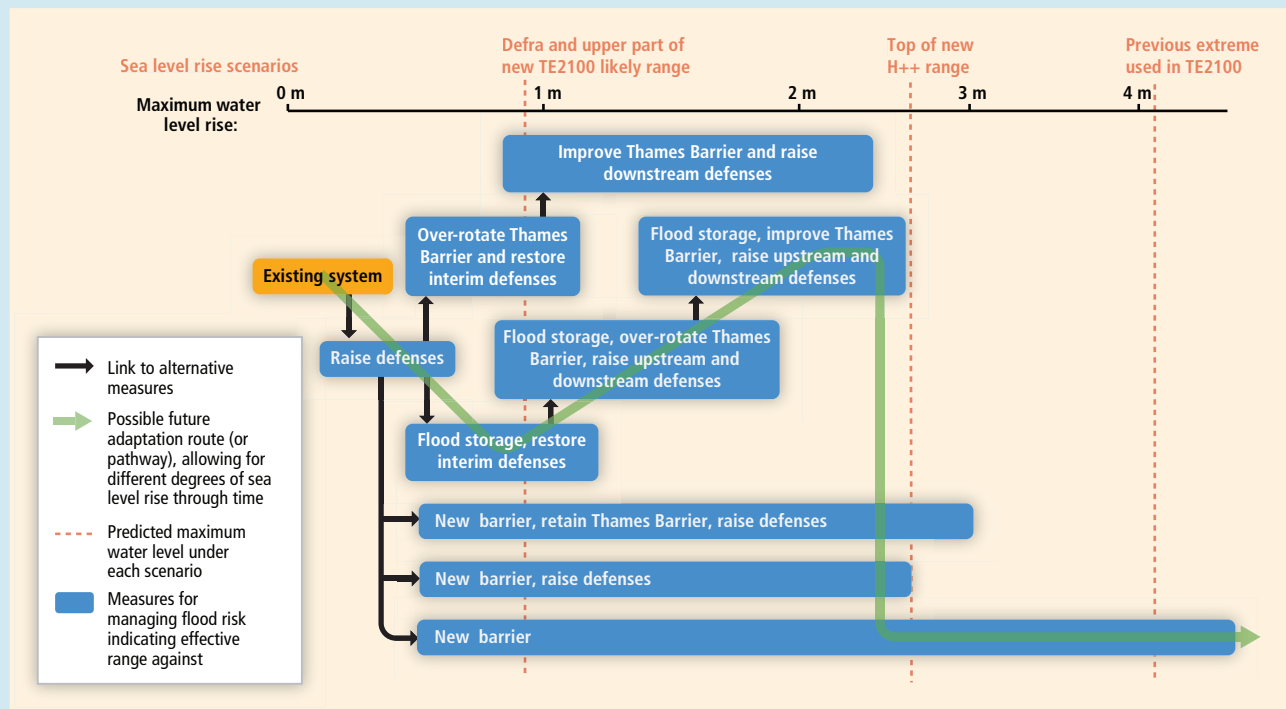 Sea level rise scenarios
Defra and upper part of
new TE2100 likely range
Top of new
H++ range
Previous extreme
used in TE2100
Maximum water
level rise:
0 m
1 m
2 m
3 m
4 m
Improve Thames Barrier and raise
downstream defenses
Over-rotate Thames
Barrier and restore
interim defenses
Flood storage, improve Thames
Barrier, raise upstream and
downstream defenses
Existing system
Raise defenses
Flood storage, over-rotate Thames
Barrier, raise upstream and
downstream defenses
Flood storage, restore
interim defenses
New barrier, retain Thames Barrier, raise defenses
New barrier, raise defenses
New barrier
Link to alternative
measures
Possible future
adaptation route (or
pathway), allowing for
different degrees of sea
level rise through time
Predicted maximum
water level under
each scenario
Measures for
managing flood risk
indicating effective
range against